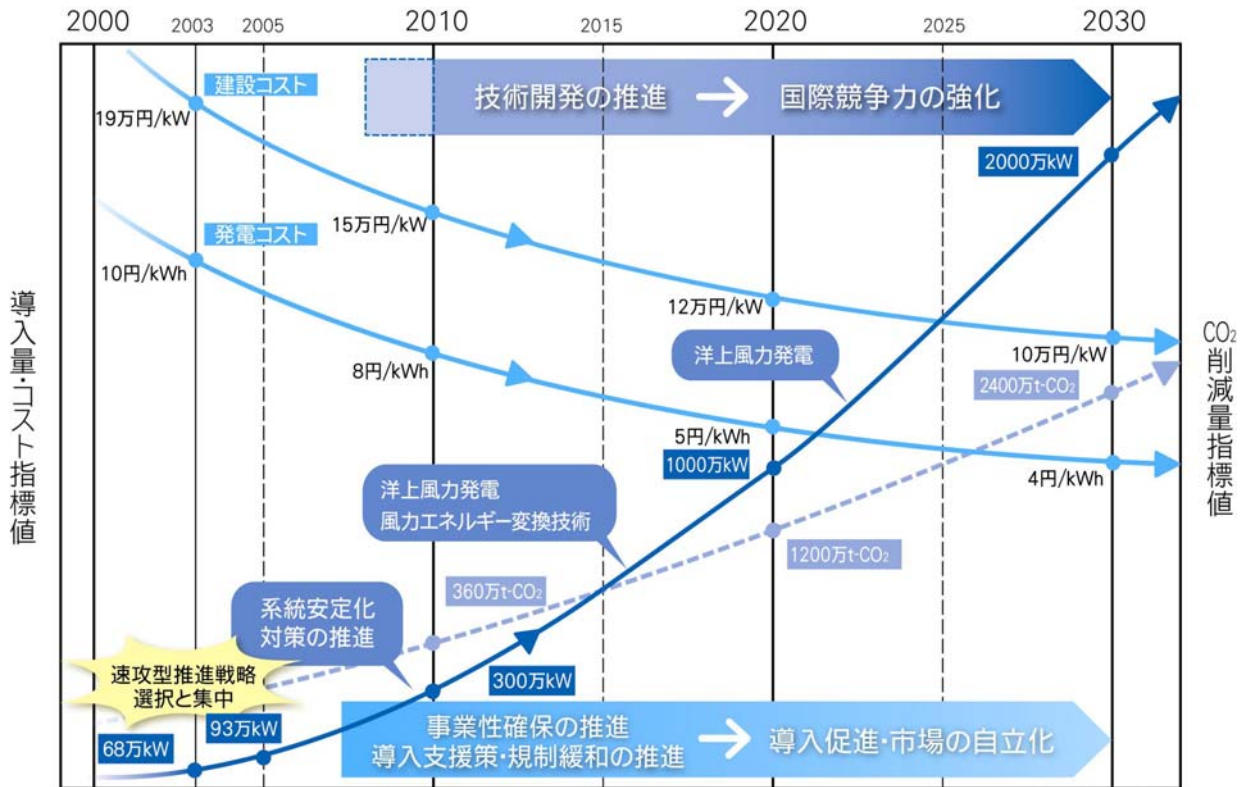 2000 2003 2005 2010 2015 2020 2025 2030
建設コスト
19万円/kW
15万円/kW
12万円/kW
10万円/kW
技術開発の推進 → 国際競争力の強化
2000万kW
発電コスト
10円/kWh
8円/kWh
5円/kWh
4円/kWh
導入量・コスト指標値
CO₂削減量指標値
洋上風力発電
2400万t-CO₂
1000万kW
洋上風力発電
風力エネルギー変換技術
1200万t-CO₂
360万t-CO₂
系統安定化
対策の推進
速攻型推進戦略
選択と集中
300万kW
93万kW
68万kW
事業性確保の推進
導入支援策・規制緩和の推進
→ 導入促進・市場の自立化